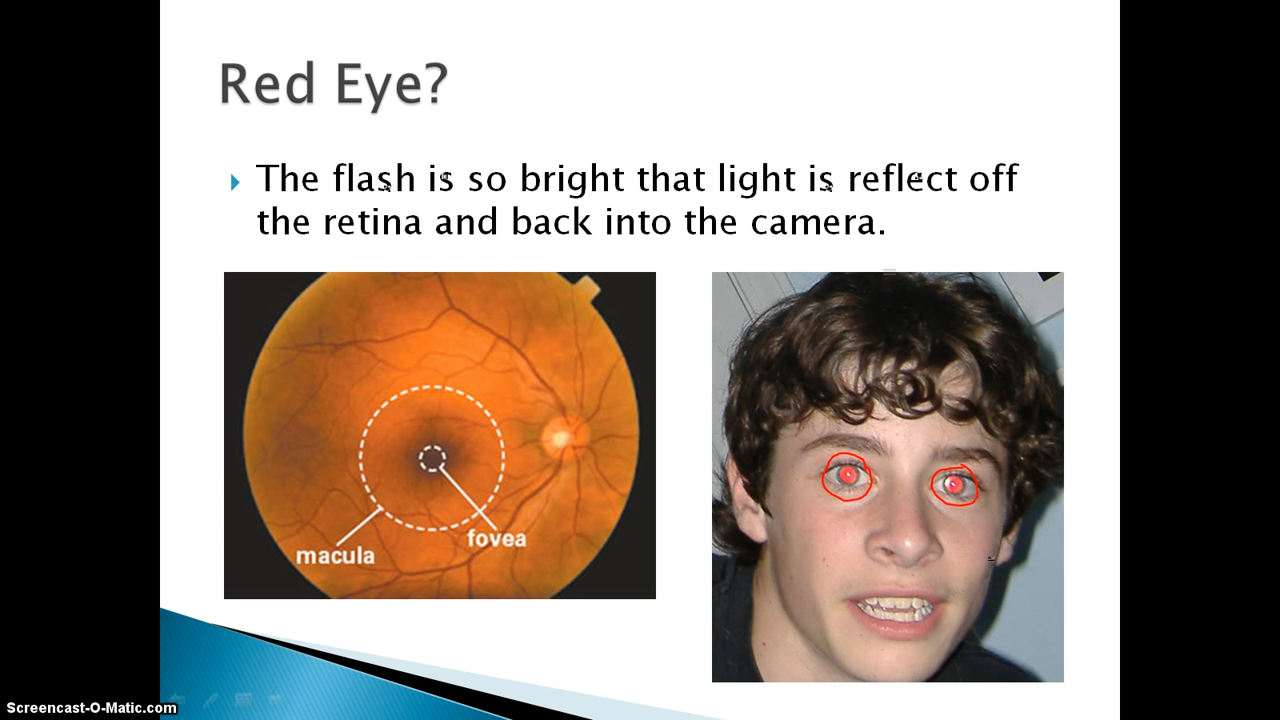 Red Eye?
The flash is so bright that light is reflect off
the retina and back into the camera.
fovea
macula
Screencast-O-Matic.com